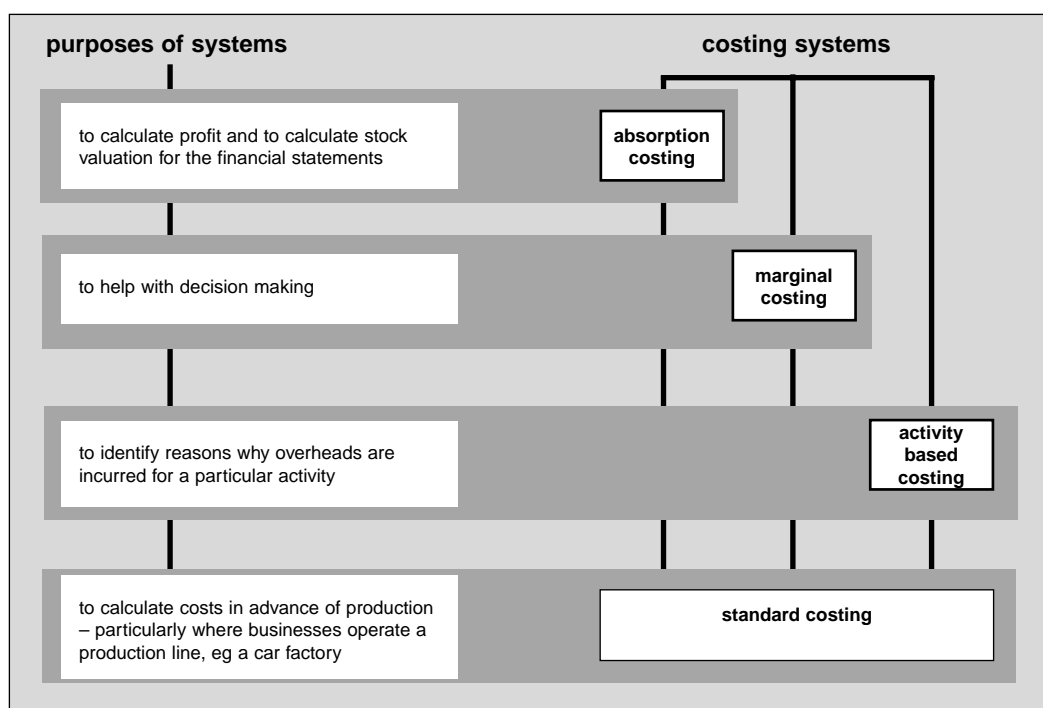 purposes of systems
costing systems
to calculate profit and to calculate stock
valuation for the financial statements
absorption
costing
to help with decision making
marginal
costing
to identify reasons why overheads are
incurred for a particular activity
activity
based
costing
to calculate costs in advance of production
– particularly where businesses operate a
production line, eg a car factory
standard costing